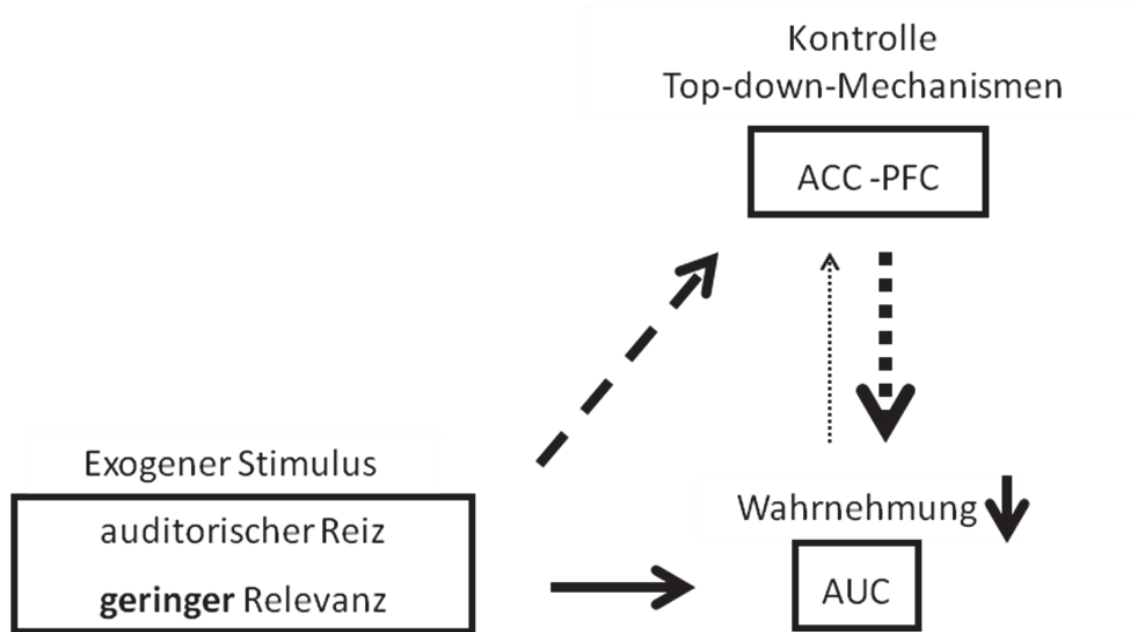 Kontrolle
Top-down-Mechanismen
ACC -PFC
Exogener Stimulus
auditorischer Reiz
geringer Relevanz
Wahrnehmung
AUC